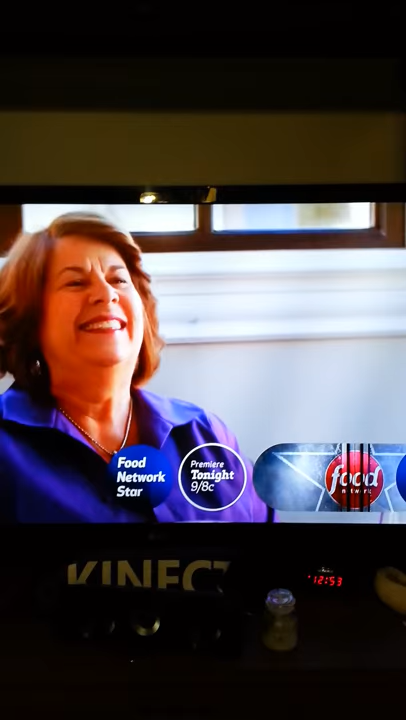 Food
Network
Star
Premiere
Tonight
9/8c
food
network
KINECT
12:53